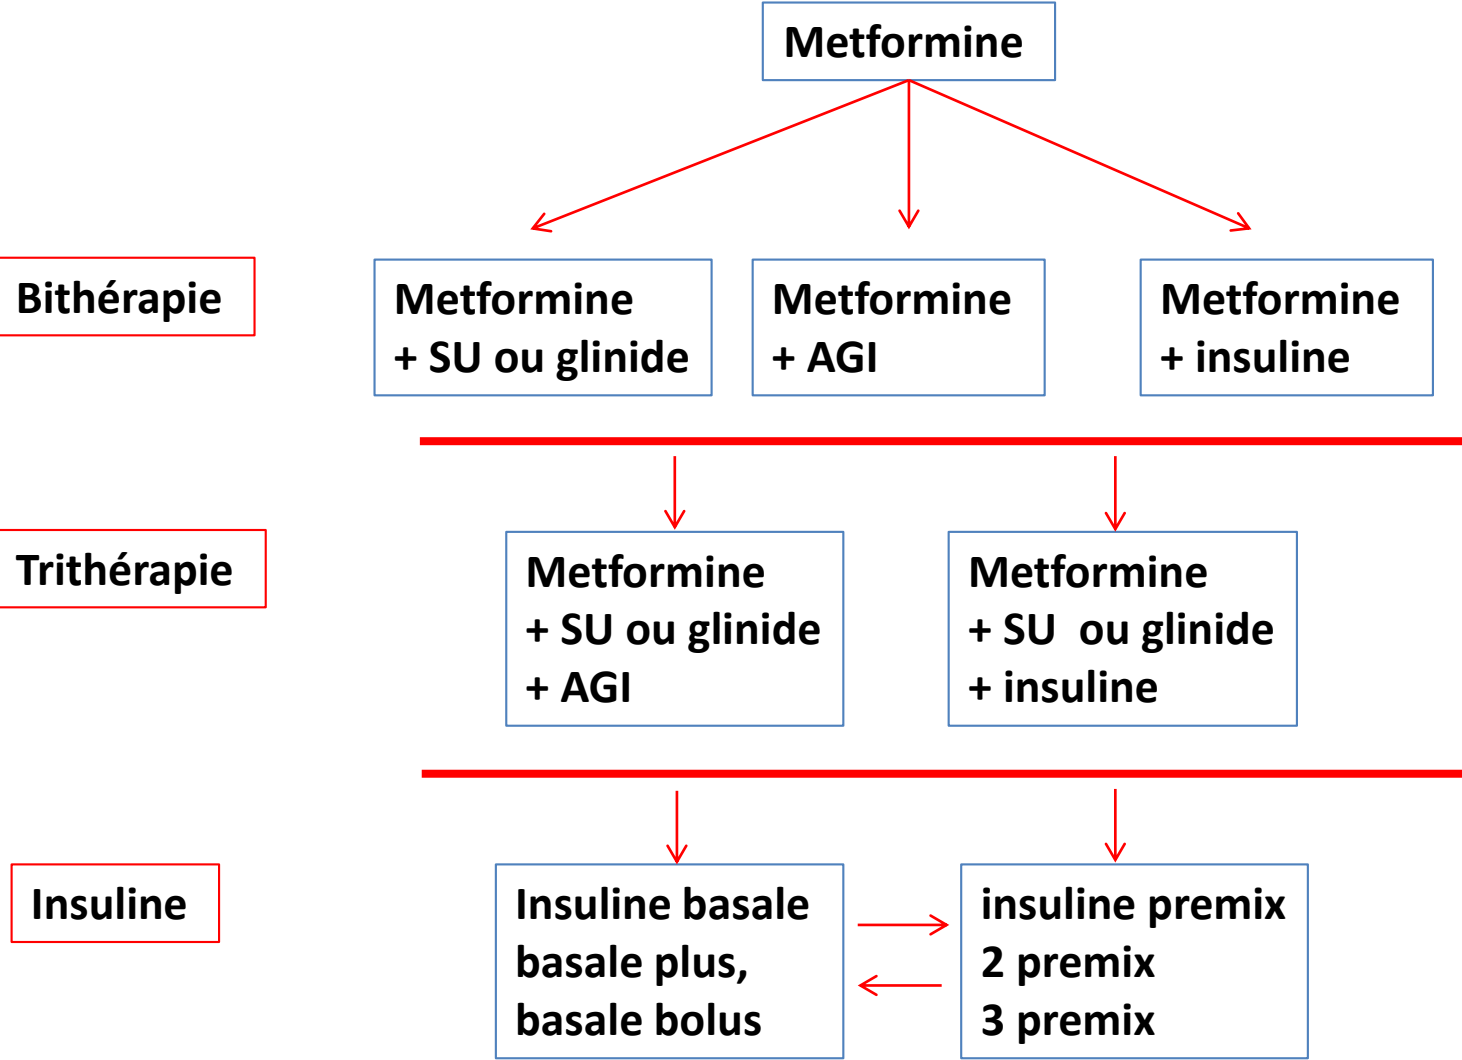 Metformine
Bithérapie
Metformine
+ SU ou glinide
Metformine
+ AGI
Metformine
+ insuline
Trithérapie
Metformine
+ SU ou glinide
+ AGI
Metformine
+ SU  ou glinide
+ insuline
Insuline
Insuline basale
basale plus,
basale bolus
insuline premix
2 premix
3 premix